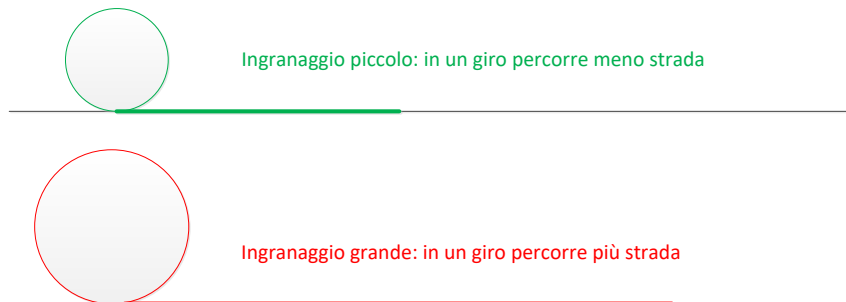 Ingranaggio piccolo: in un giro percorre meno strada
Ingranaggio grande: in un giro percorre più strada